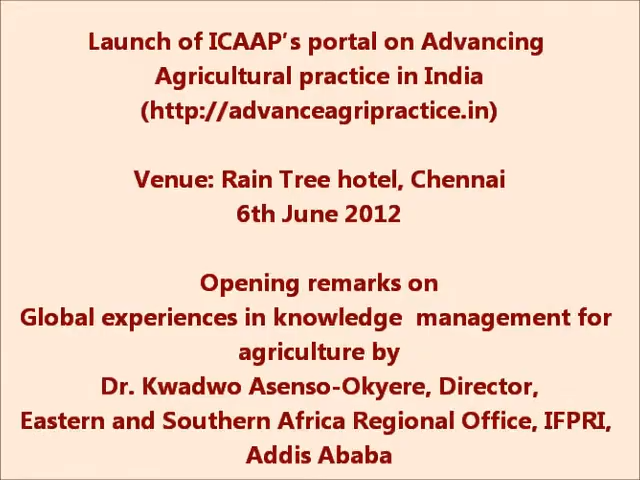 Launch of ICAAP’s portal on Advancing
Agricultural practice in India
(http://advanceagripractice.in)
Venue: Rain Tree hotel, Chennai
6th June 2012
Opening remarks on
Global experiences in knowledge management for
agriculture by
Dr. Kwadwo Asenso-Okyere, Director,
Eastern and Southern Africa Regional Office, IFPRI,
Addis Ababa